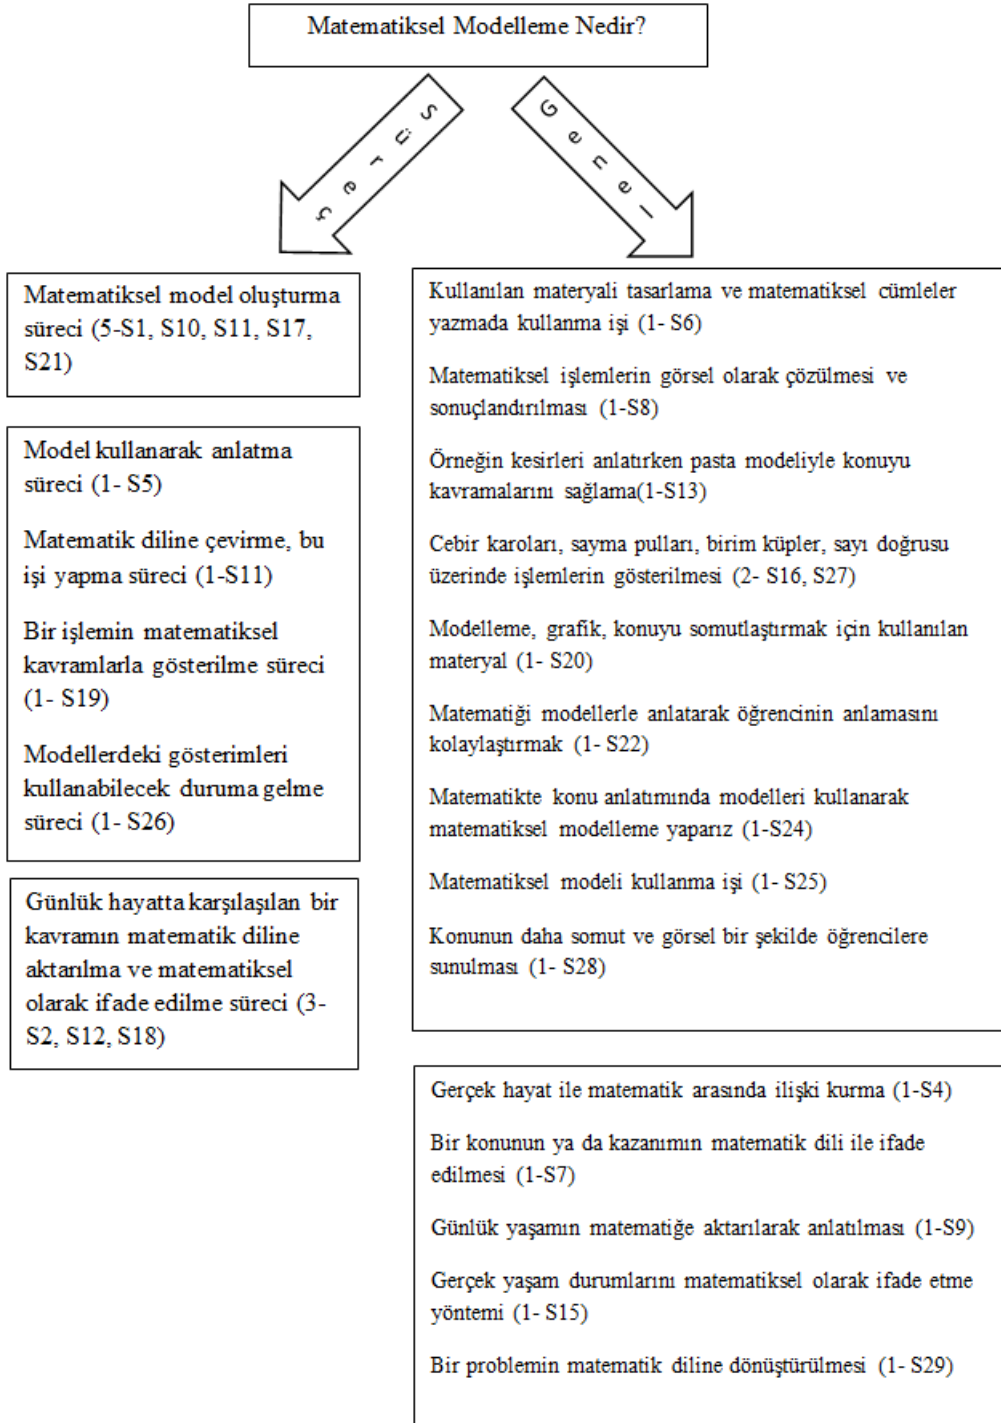 Matematiksel Modelleme Nedir?
Süreç
Genel
Matematiksel model oluşturma
süreci (5-S1, S10, S11, S17,
S21)
Model kullanarak anlatma
süreci (1- S5)
Matematik diline çevirme, bu
işi yapma süreci (1-S11)
Bir işlemin matematiksel
kavramlarla gösterilme süreci
(1- S19)
Modellerdeki gösterimleri
kullanabilecek duruma gelme
süreci (1- S26)
Günlük hayatta karşılaşılan bir
kavramın matematik diline
aktarılma ve matematiksel
olarak ifade edilme süreci (3-
S2, S12, S18)
Kullanılan materyali tasarlama ve matematiksel cümleler
yazmada kullanma işi (1- S6)
Matematiksel işlemlerin görsel olarak çözülmesi ve
sonuçlandırılması (1-S8)
Örneğin kesirleri anlatırken pasta modeliyle konuyu
kavramalarını sağlama(1-S13)
Cebir karoları, sayma pulları, birim küpler, sayı doğrusu
üzerinde işlemlerin gösterilmesi (2- S16, S27)
Modelleme, grafik, konuyu somutlaştırmak için kullanılan
materyal (1- S20)
Matematiği modellerle anlatarak öğrencinin anlamasını
kolaylaştırmak (1- S22)
Matematikte konu anlatımında modelleri kullanarak
matematiksel modelleme yaparız (1-S24)
Matematiksel modeli kullanma işi (1- S25)
Konunun daha somut ve görsel bir şekilde öğrencilere
sunulması (1- S28)
Gerçek hayat ile matematik arasında ilişki kurma (1-S4)
Bir konunun ya da kazanımın matematik dili ile ifade
edilmesi (1-S7)
Günlük yaşamın matematiğe aktarılarak anlatılması (1-S9)
Gerçek yaşam durumlarını matematiksel olarak ifade etme
yöntemi (1- S15)
Bir problemin matematik diline dönüştürülmesi (1- S29)